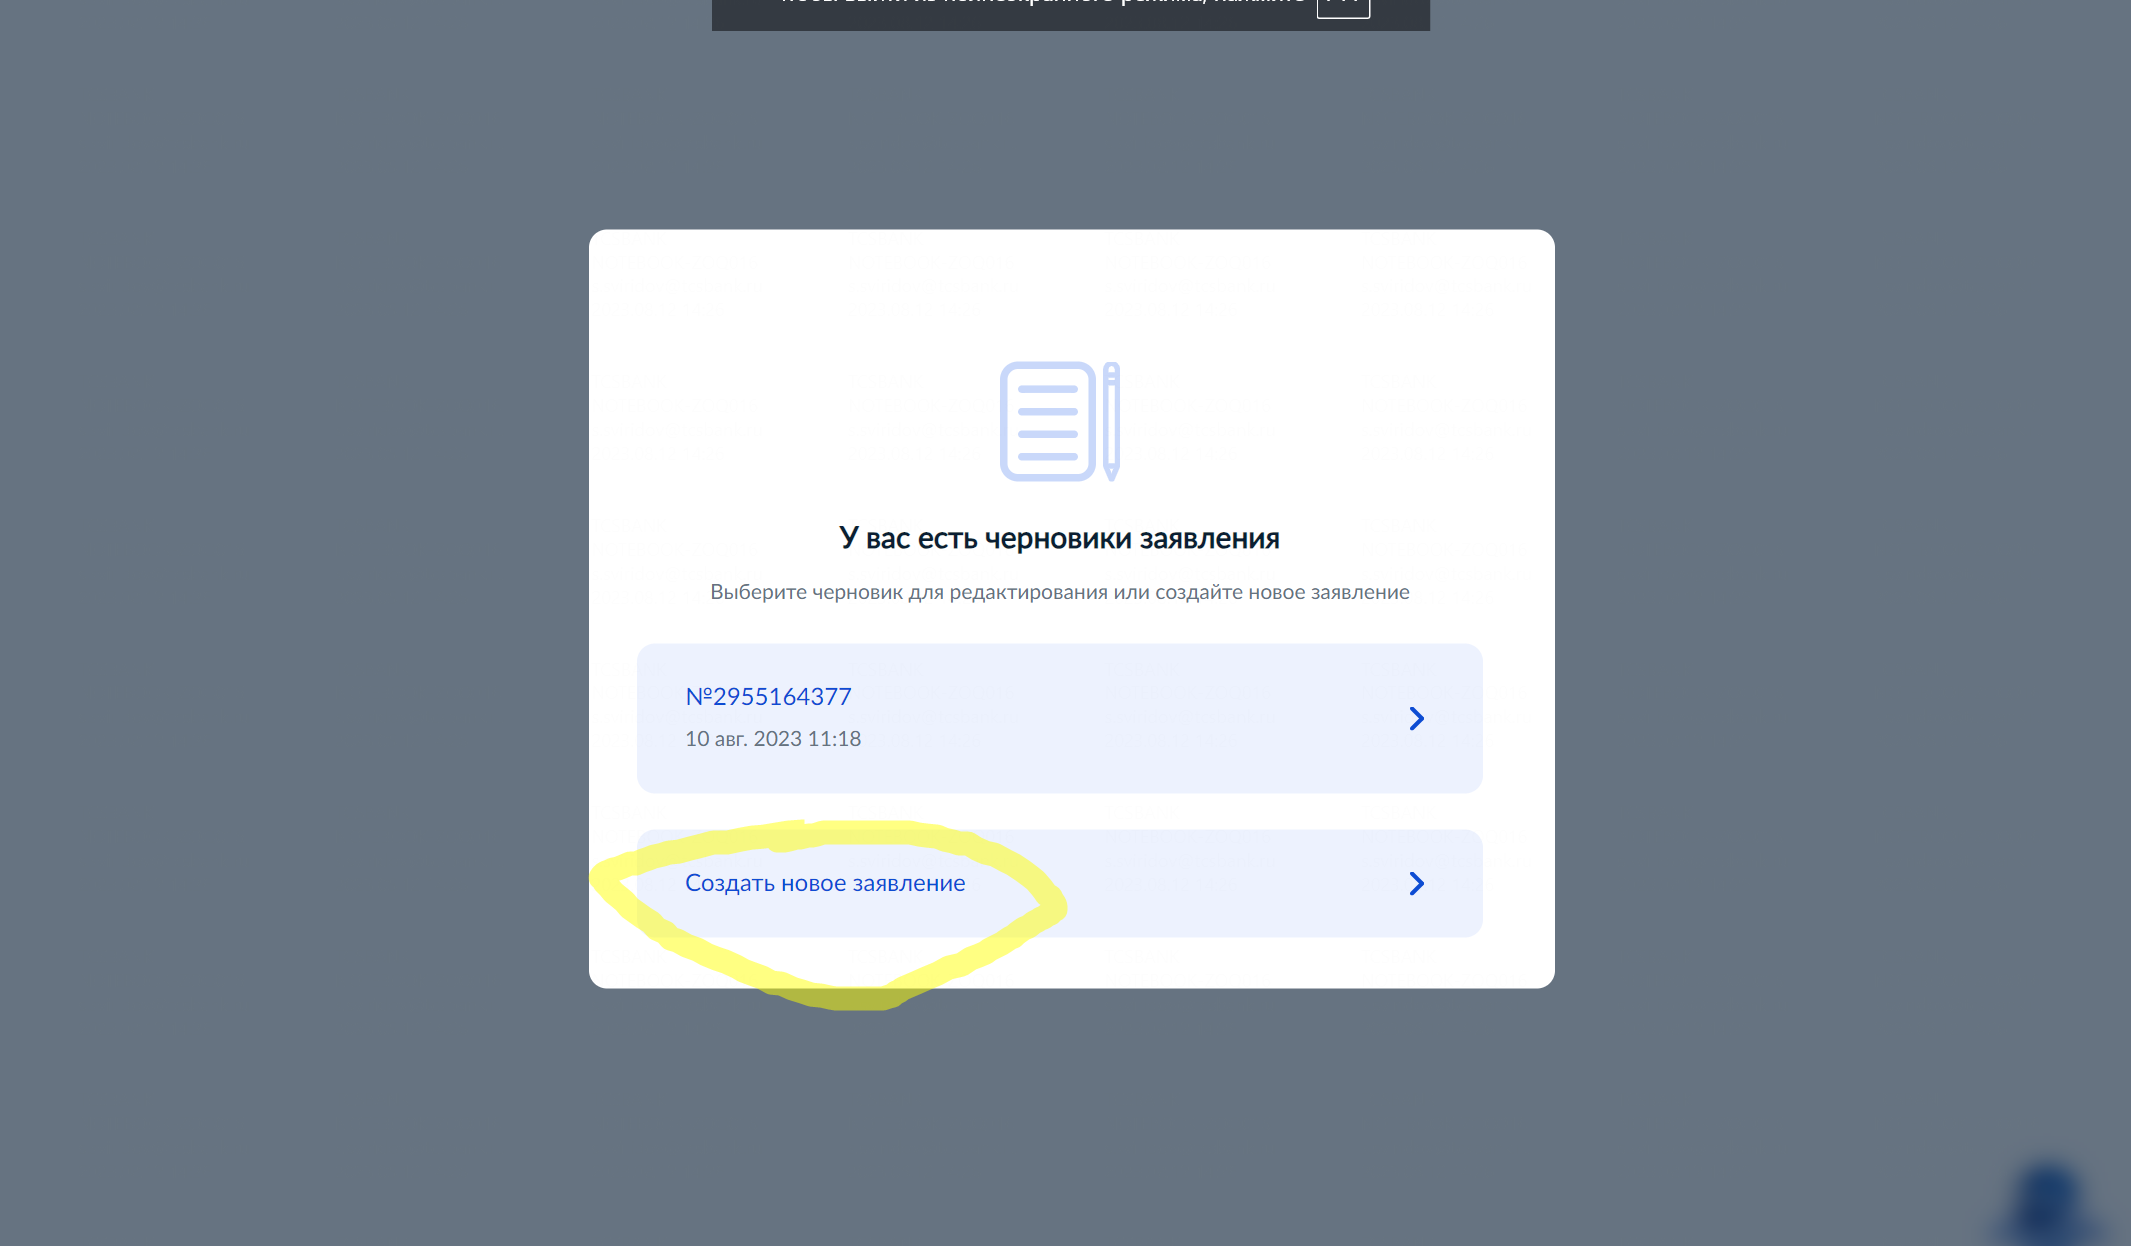 У вас есть черновики заявления
Выберите черновик для редактирования или создайте новое заявление
№2955164377
10 авг. 2023 11:18
Создать новое заявление